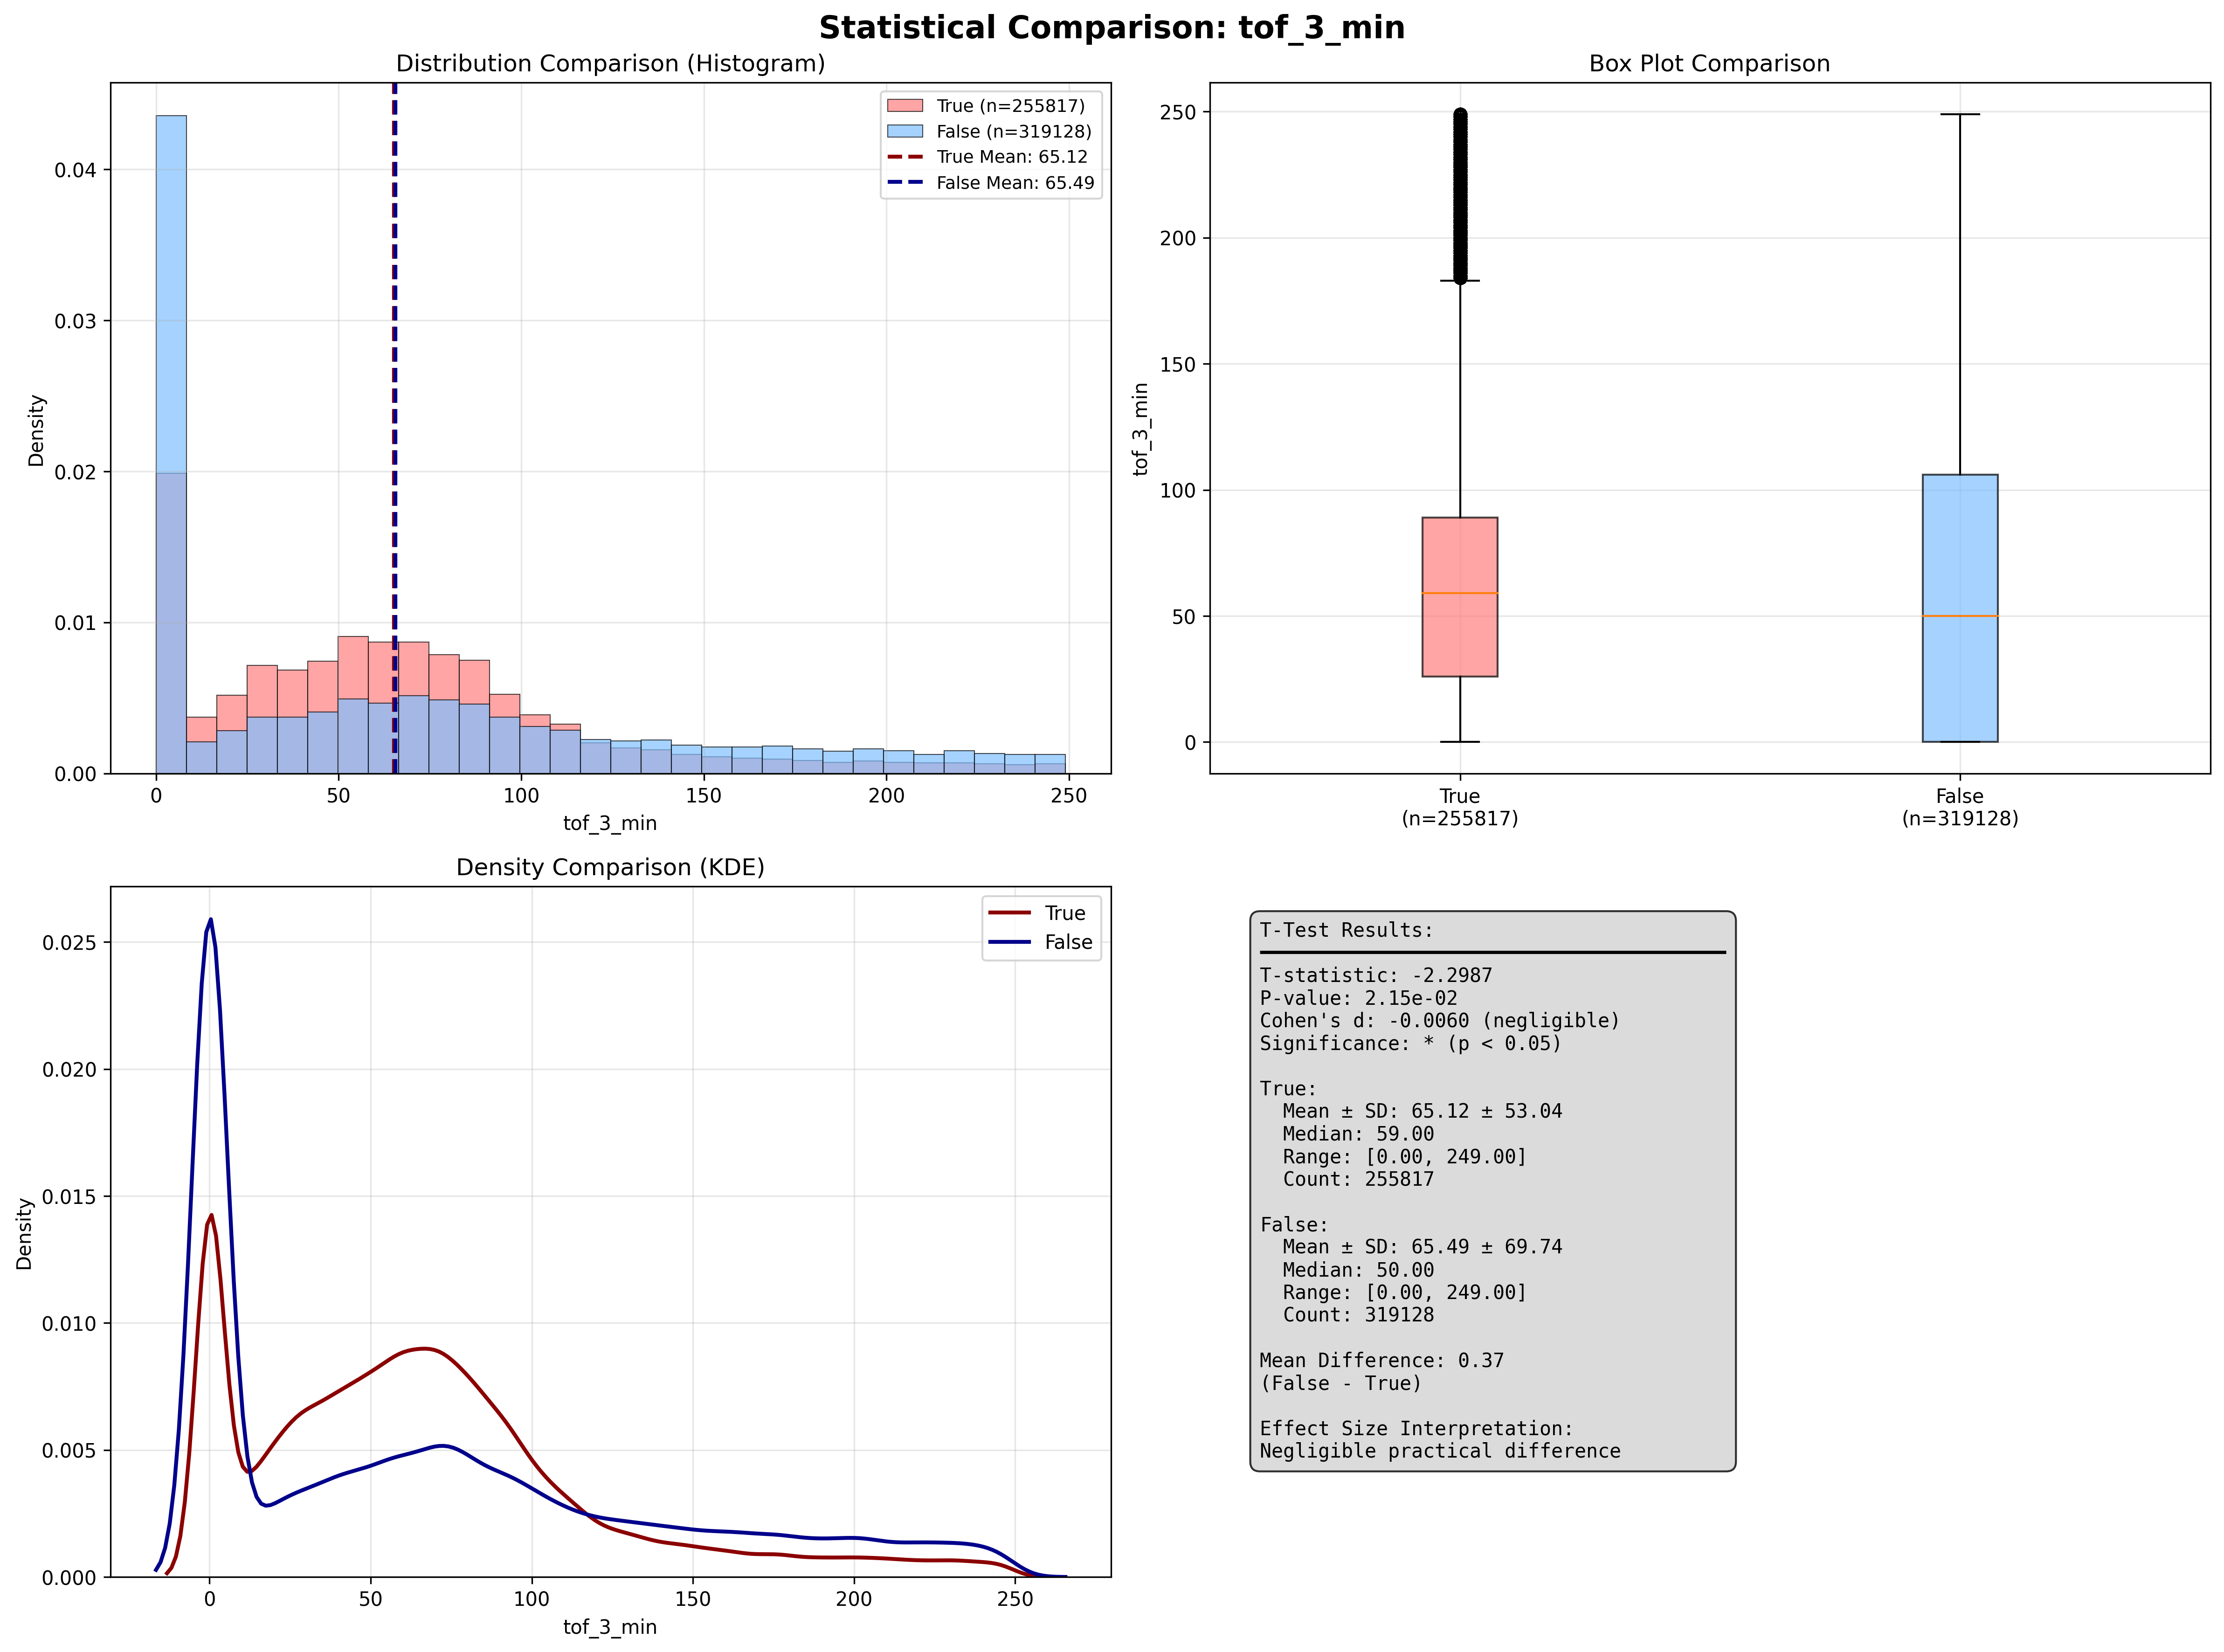 Statistical Comparison: tof_3_min
Distribution Comparison (Histogram)
Density
0.04
0.03
0.02
0.01
0.00
0
50
100
150
200
250
tof_3_min
True (n=255817)
False (n=319128)
True Mean: 65.12
False Mean: 65.49
Box Plot Comparison
tof_3_min
250
200
150
100
50
0
True
(n=255817)
False
(n=319128)
Density Comparison (KDE)
Density
0.025
0.020
0.015
0.010
0.005
0.000
0
50
100
150
200
250
tof_3_min
True
False
T-Test Results:
T-statistic: -2.2987
P-value: 2.15e-02
Cohen's d: -0.0060 (negligible)
Significance: * (p < 0.05)
True:
Mean ± SD: 65.12 ± 53.04
Median: 59.00
Range: [0.00, 249.00]
Count: 255817
False:
Mean ± SD: 65.49 ± 69.74
Median: 50.00
Range: [0.00, 249.00]
Count: 319128
Mean Difference: 0.37
(False - True)
Effect Size Interpretation:
Negligible practical difference